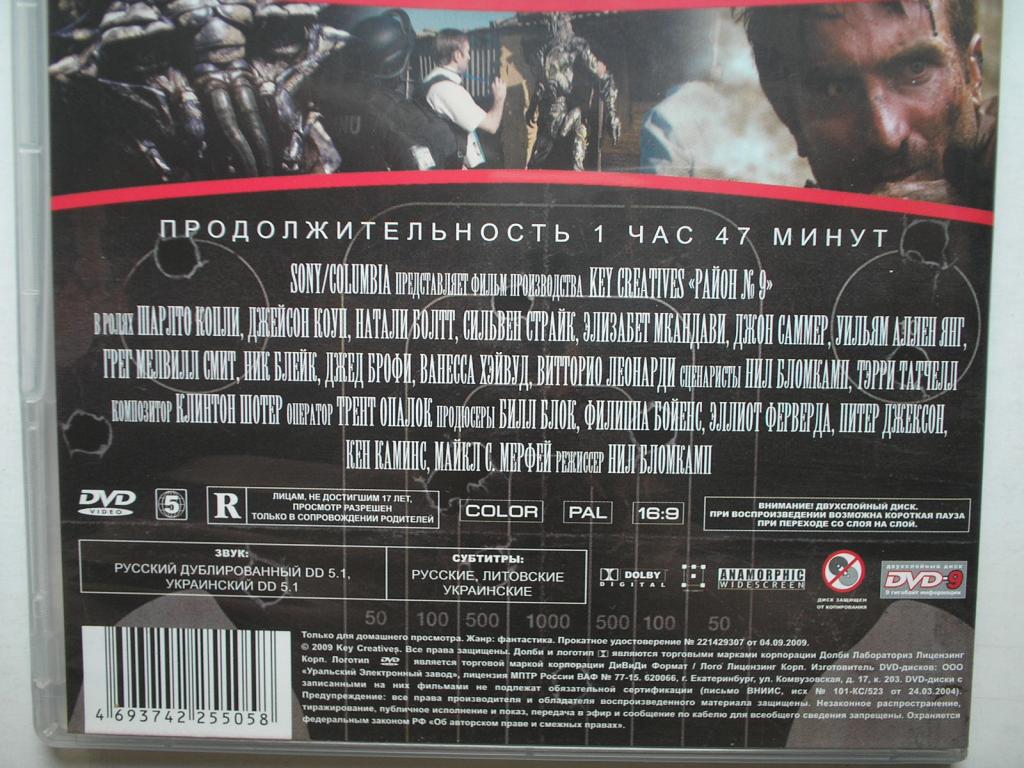 MNU
ПРОДОЛЖИТЕЛЬНОСТЬ 1 ЧАС 47 МИНУТ
SONY/COLUMBIA ПРЕДСТАВЛЯЕТ ФИЛЬМ ПРОИЗВОДСТВА KEY CREATIVES «РАЙОН № 9»
В РОЛЯХ ШАРЛТО КОПЛИ, ДЖЕЙСОН КОУП, НАТАЛИ БОЛТТ, СИЛЬВЕН СТРАЙК, ЭЛИЗАБЕТ МКАНДАВИ, ДЖОН САММЕР, УИЛЬЯМ АЛЛЕН ЯНГ,
ГРЕГ МЕЛВИЛЛ СМИТ, НИК БЛЕЙК, ДЖЕД БРОФИ, ВАНЕССА ХЭЙВУД, ВИТТОРИО ЛЕОНАРДИ СЦЕНАРИСТЫ НИЛ БЛОМКАМП, ТЭРРИ ТАТЧЕЛЛ
КОМПОЗИТОР КЛИНТОН ШОТЕР ОПЕРАТОР ТРЕНТ ОПАЛОК ПРОДЮСЕРЫ БИЛЛ БЛОК, ФИЛИППА БОЙЕНС, ЭЛЛИОТ ФЕРВЕРДА, ПИТЕР ДЖЕКСОН,
КЕН КАМИНС, МАЙКЛ С. МЕРФЕЙ РЕЖИССЕР НИЛ БЛОМКАМП
DVD VIDEO 5 R ЛИЦАМ, НЕ ДОСТИГШИМ 17 ЛЕТ,
ПРОСМОТР РАЗРЕШЕН
ТОЛЬКО В СОПРОВОЖДЕНИИ РОДИТЕЛЕЙ
COLOR PAL 16:9
ВНИМАНИЕ! ДВУХСЛОЙНЫЙ ДИСК.
ПРИ ВОСПРОИЗВЕДЕНИИ ВОЗМОЖНА КОРОТКАЯ ПАУЗА
ПРИ ПЕРЕХОДЕ СО СЛОЯ НА СЛОЙ.
ЗВУК:
РУССКИЙ ДУБЛИРОВАННЫЙ DD 5.1,
УКРАИНСКИЙ DD 5.1
СУБТИТРЫ:
РУССКИЕ, ЛИТОВСКИЕ
УКРАИНСКИЕ
DOLBY
DIGITAL
ANAMORPHIC
WIDESCREEN
ДИСК ЗАЩИЩЕН
ОТ КОПИРОВАНИЯ
двухслойный диск
DVD-9
9 гигабит информации
50 100 500 1000 500 100 50
Только для домашнего просмотра. Жанр: фантастика. Прокатное удостоверение № 221429307 от 04.09.2009.
© 2009 Key Creatives. Все права защищены. Долби и логотип являются торговыми марками корпорации Долби Лабораториз Лицензинг
Корп. Логотип DVD является торговой маркой корпорации ДиВиДи Формат / Лого Лицензинг Корп. Изготовитель DVD-дисков: ООО
«Уральский Электронный завод», лицензия МПТР России ВАФ № 77-15. 620066, г. Екатеринбург, ул. Комвузовская, д. 17, к. 203. DVD-диски с
записанными на них фильмами не подлежат обязательной сертификации (письмо ВНИИС, исх № 101-КС/523 от 24.03.2004).
Предупреждение: все права производителя и обладателя воспроизведенного материала защищены. Незаконное распространение,
тиражирование, публичное исполнение и показ, передача в эфир и сообщение по кабелю для всеобщего сведения запрещены. Охраняется
федеральным законом РФ «Об авторском праве и смежных правах».
4 693742 255058